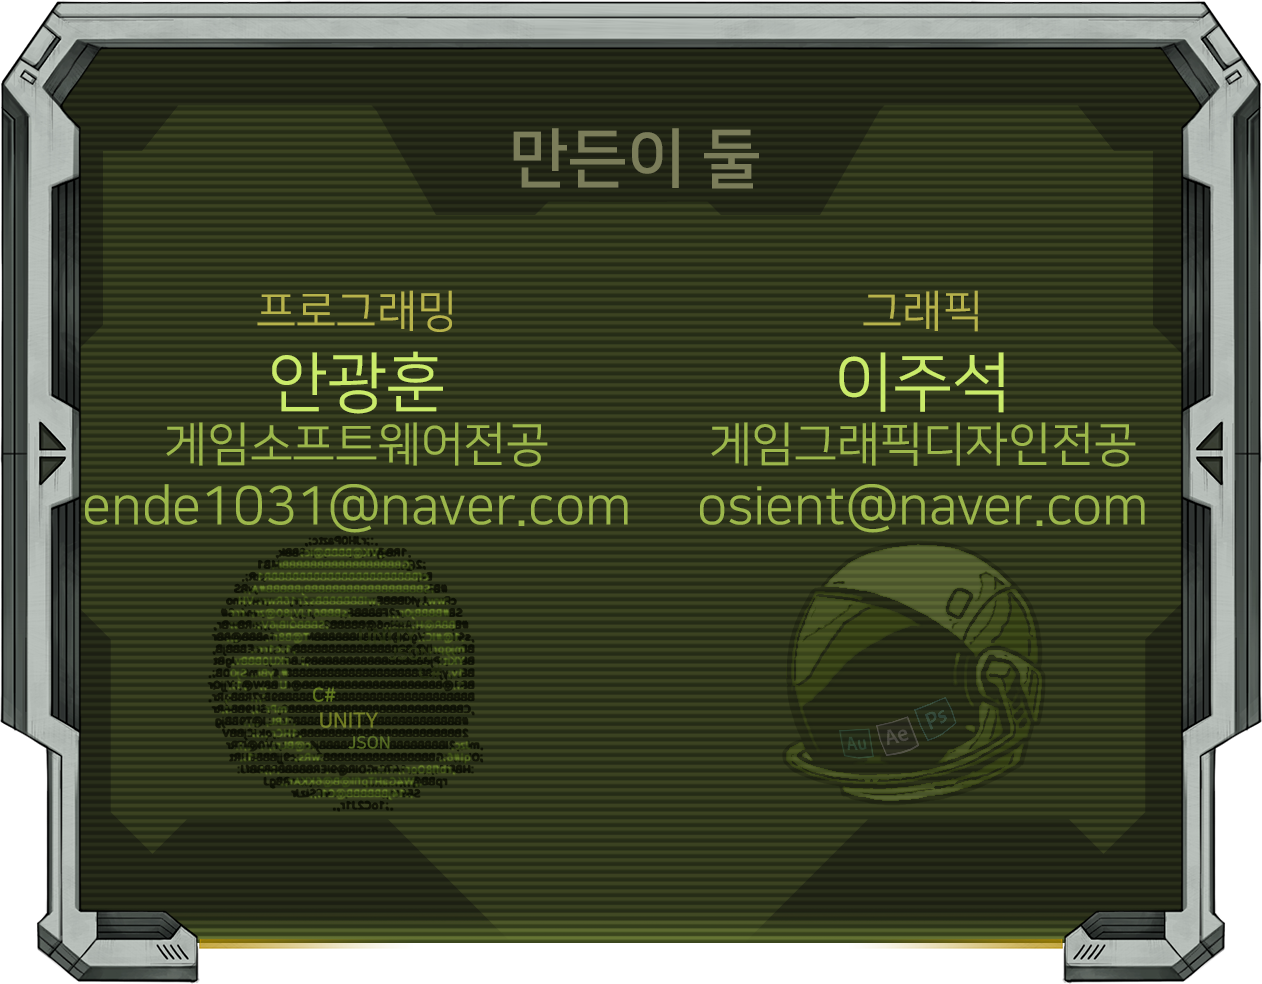 만든이 둘
프로그래밍
안광훈
게임소프트웨어전공
ende1031@naver.com
C#
UNITY
JSON
그래픽
이주석
게임그래픽디자인전공
osient@naver.com
Au Ae Ps